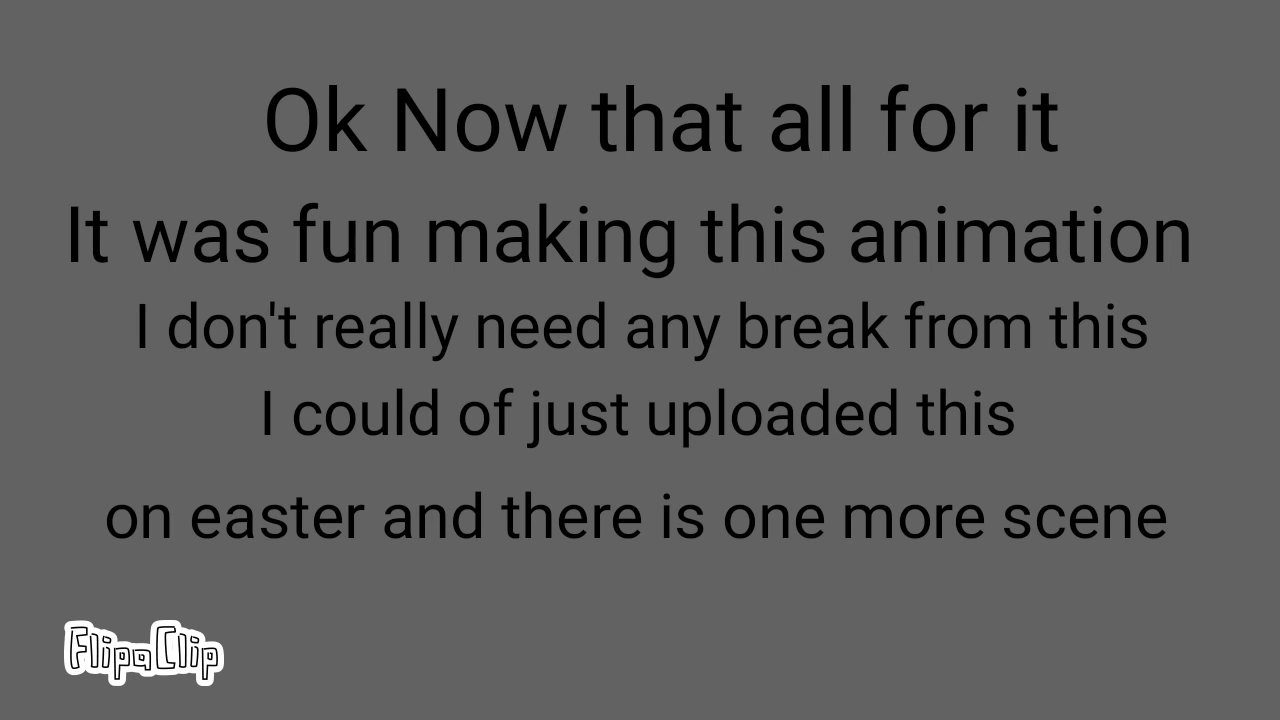 Ok Now that all for it
It was fun making this animation
I don't really need any break from this
I could of just uploaded this
on easter and there is one more scene
FlipaClip